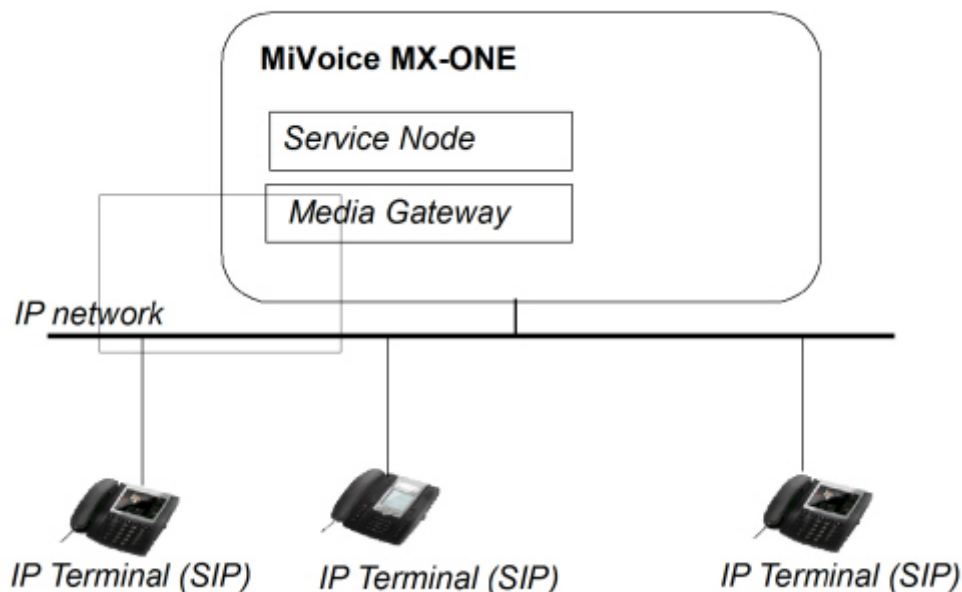 MiVoice MX-ONE
Service Node
Media Gateway
IP network
IP Terminal (SIP)
IP Terminal (SIP)
IP Terminal (SIP)